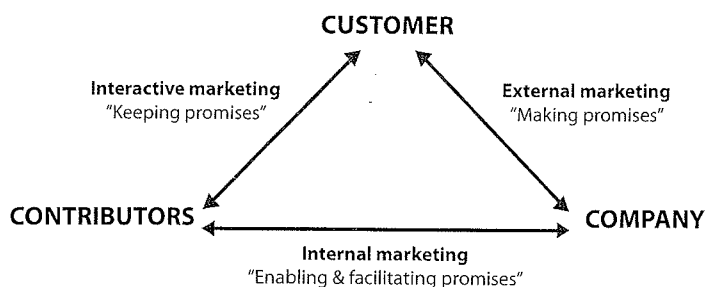 CUSTOMER
Interactive marketing
"Keeping promises"
External marketing
"Making promises"
CONTRIBUTORS
COMPANY
Internal marketing
"Enabling & facilitating promises"